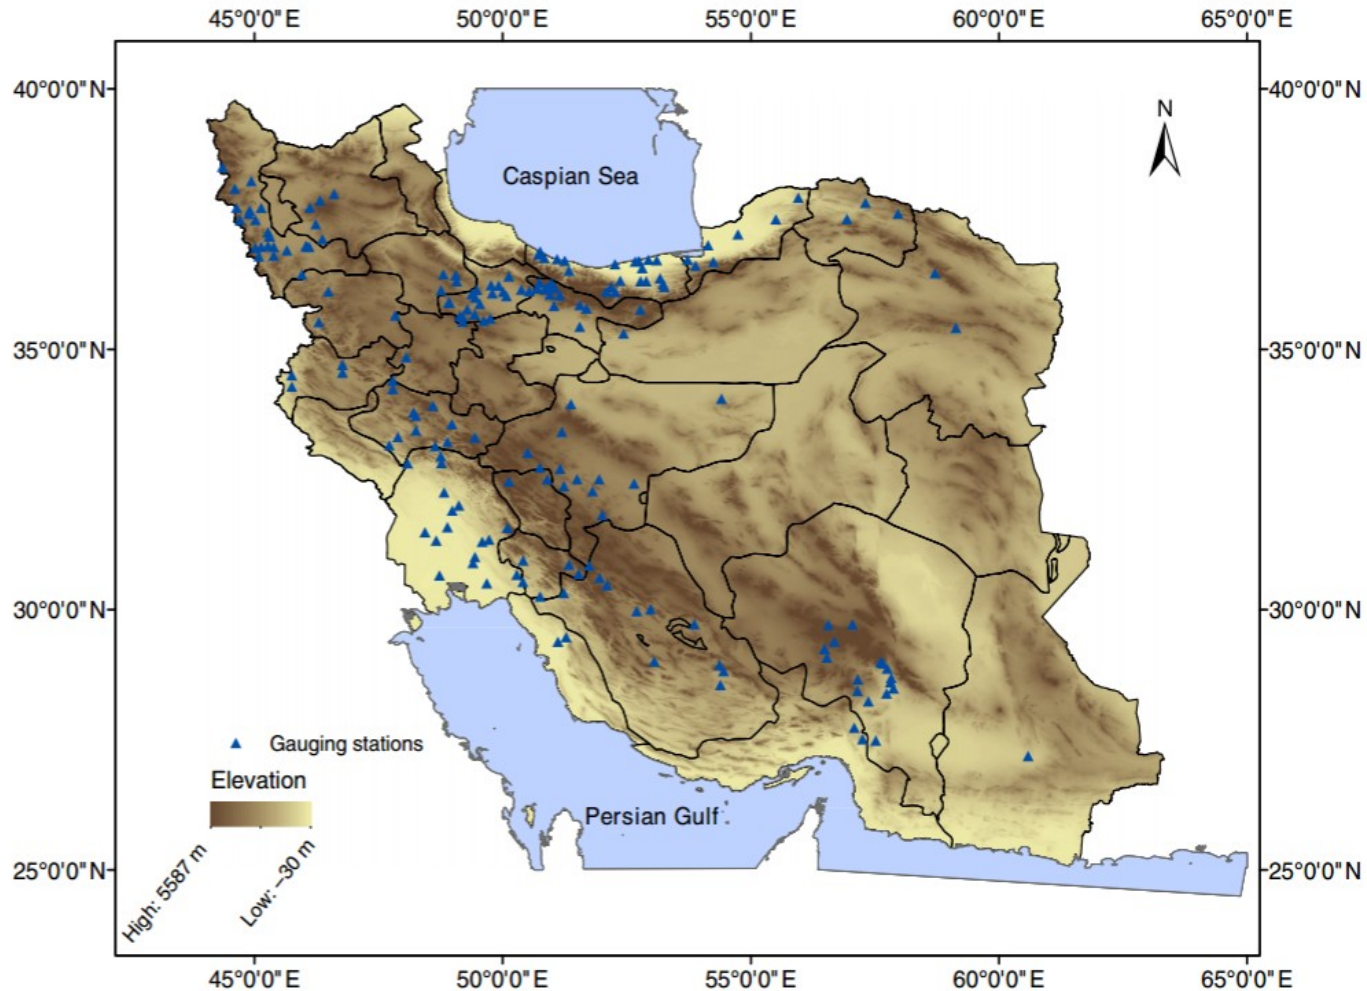 45°0'0"E 50°0'0"E 55°0'0"E 60°0'0"E 65°0'0"E
40°0'0"N 40°0'0"N
N
Caspian Sea
35°0'0"N 35°0'0"N
30°0'0"N 30°0'0"N
Gauging stations
Elevation
Persian Gulf
High: 5587 m
Low: −30 m
25°0'0"N 25°0'0"N
45°0'0"E 50°0'0"E 55°0'0"E 60°0'0"E 65°0'0"E